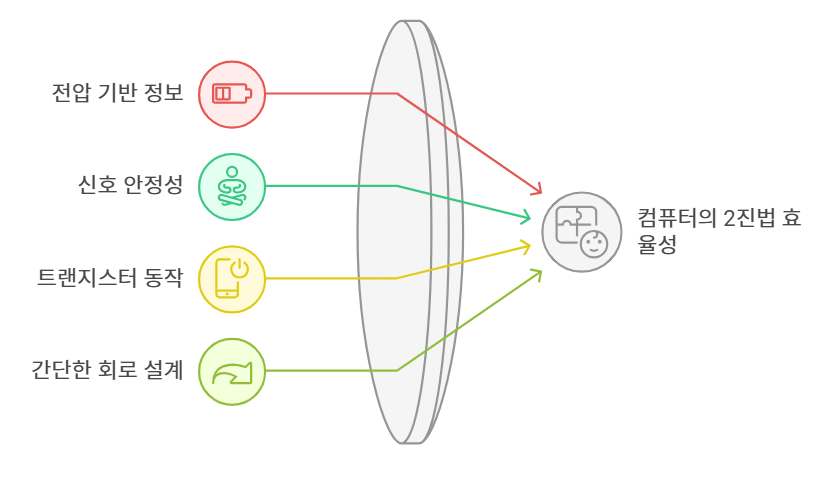 전압 기반 정보
신호 안정성
트랜지스터 동작
간단한 회로 설계
컴퓨터의 2진법 효
율성